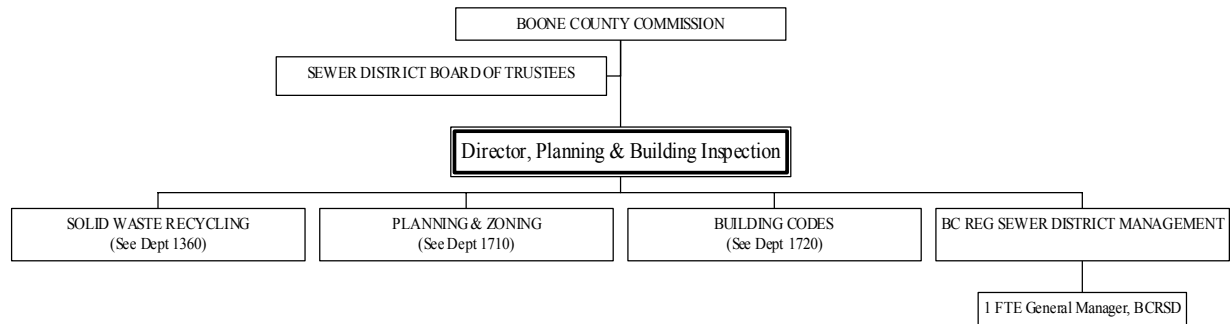 BOONE COUNTY COMMISSION
SEWER DISTRICT BOARD OF TRUSTEES
Director, Planning & Building Inspection
SOLID WASTE RECYCLING
(See Dept 1360)
PLANNING & ZONING
(See Dept 1710)
BUILDING CODES
(See Dept 1720)
BC REG SEWER DISTRICT MANAGEMENT
1 FTE General Manager, BCRSD